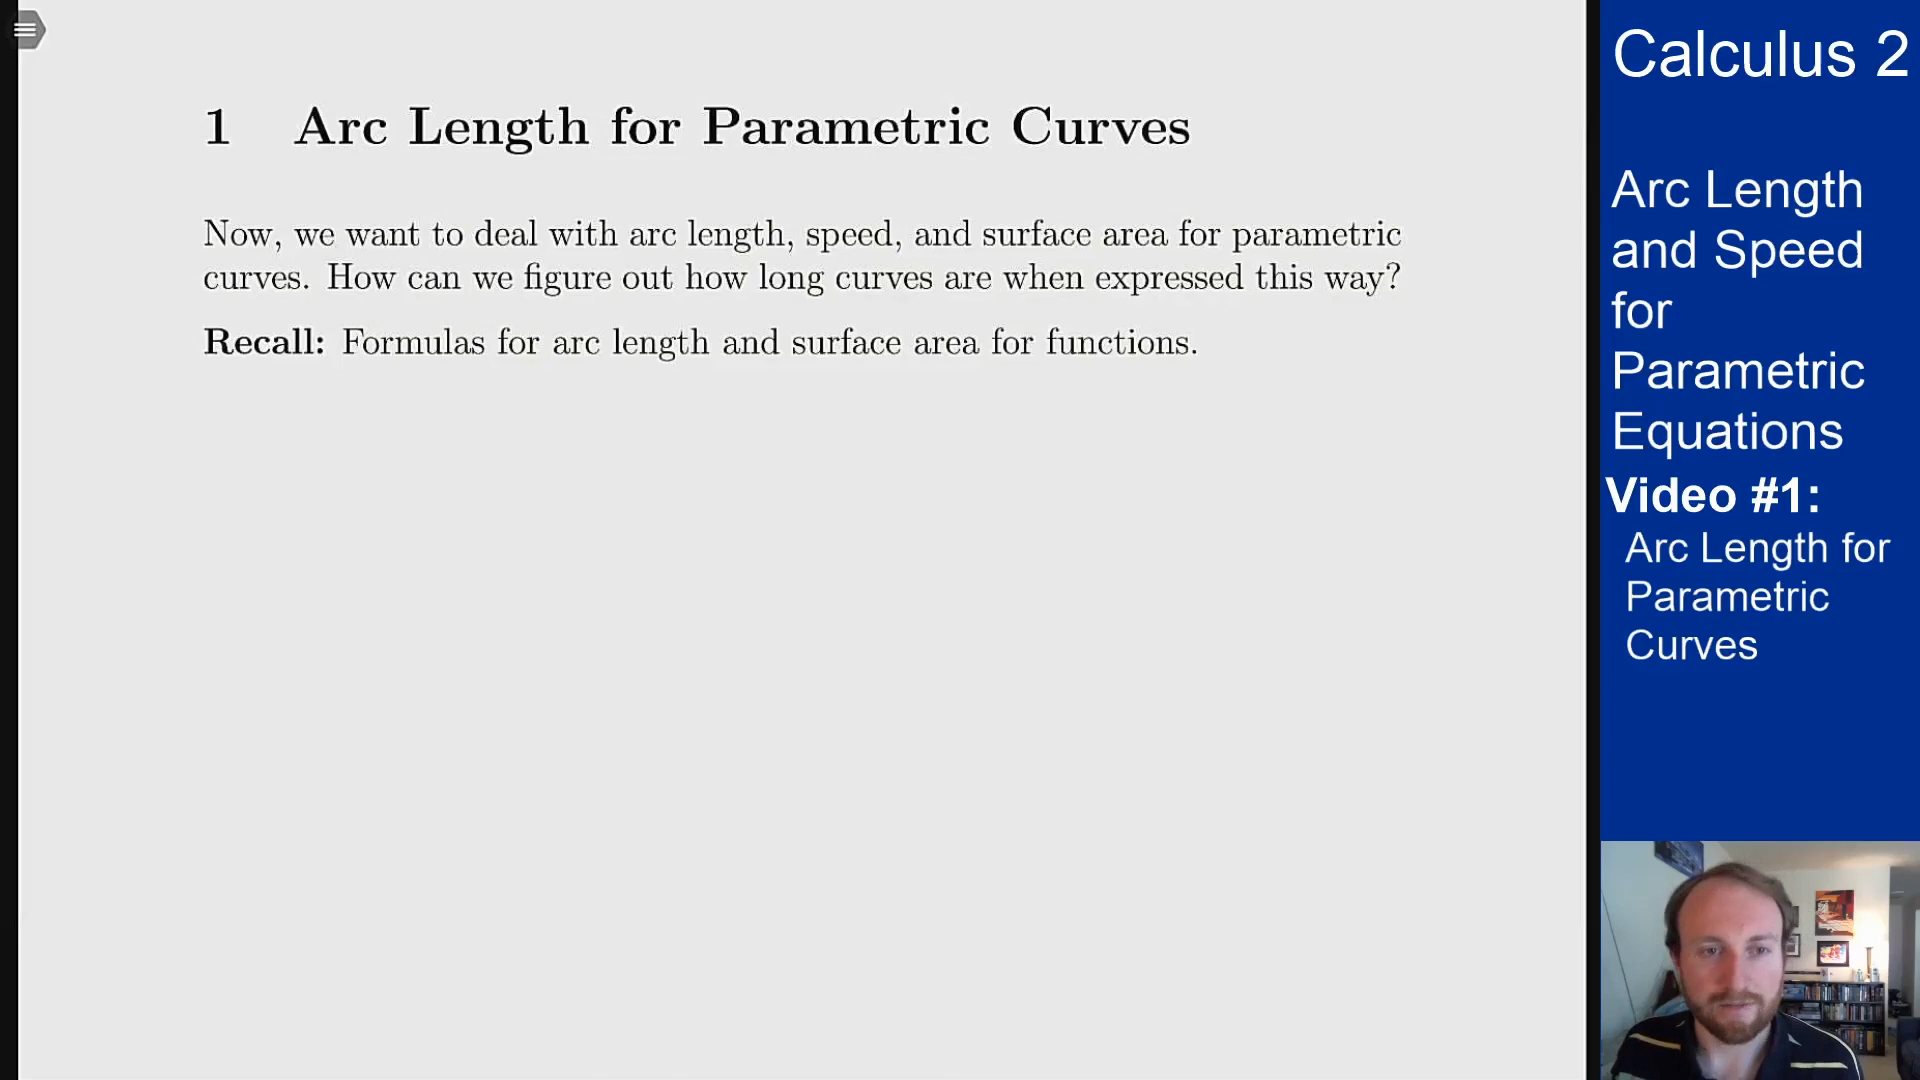 1 Arc Length for Parametric Curves
Now, we want to deal with arc length, speed, and surface area for parametric
curves. How can we figure out how long curves are when expressed this way?
Recall: Formulas for arc length and surface area for functions.
Calculus 2
Arc Length
and Speed
for
Parametric
Equations
Video #1:
Arc Length for
Parametric
Curves